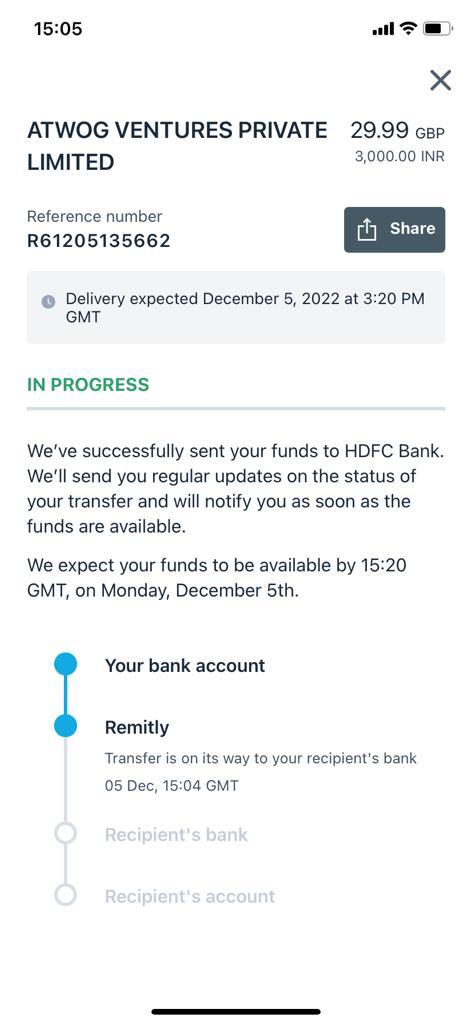 15:05
ATWOG VENTURES PRIVATE
LIMITED
29.99 GBP
3,000.00 INR
Reference number
R61205135662
Share
Delivery expected December 5, 2022 at 3:20 PM
GMT
IN PROGRESS
We’ve successfully sent your funds to HDFC Bank.
We’ll send you regular updates on the status of
your transfer and will notify you as soon as the
funds are available.
We expect your funds to be available by 15:20
GMT, on Monday, December 5th.
Your bank account
Remitly
Transfer is on its way to your recipient's bank
05 Dec, 15:04 GMT
Recipient's bank
Recipient's account